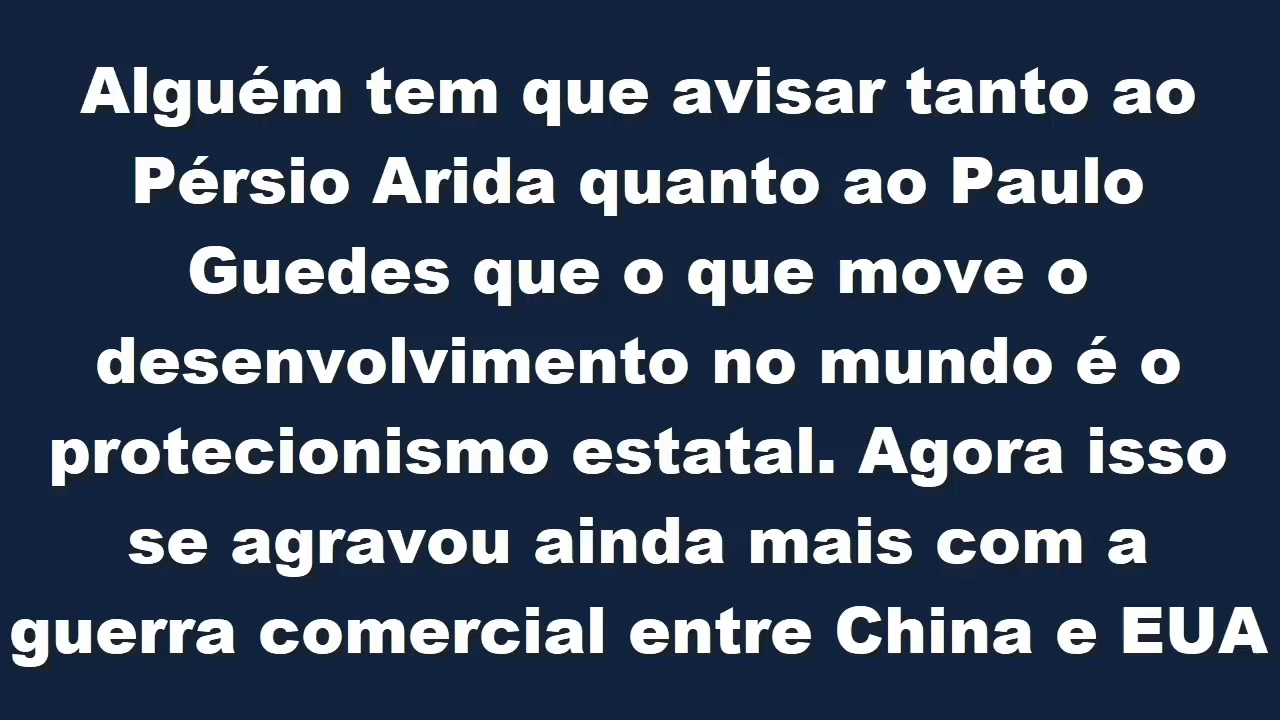 Alguém tem que avisar tanto ao
Pérsio Arida quanto ao Paulo
Guedes que o que move o
desenvolvimento no mundo é o
protecionismo estatal. Agora isso
se agravou ainda mais com a
guerra comercial entre China e EUA